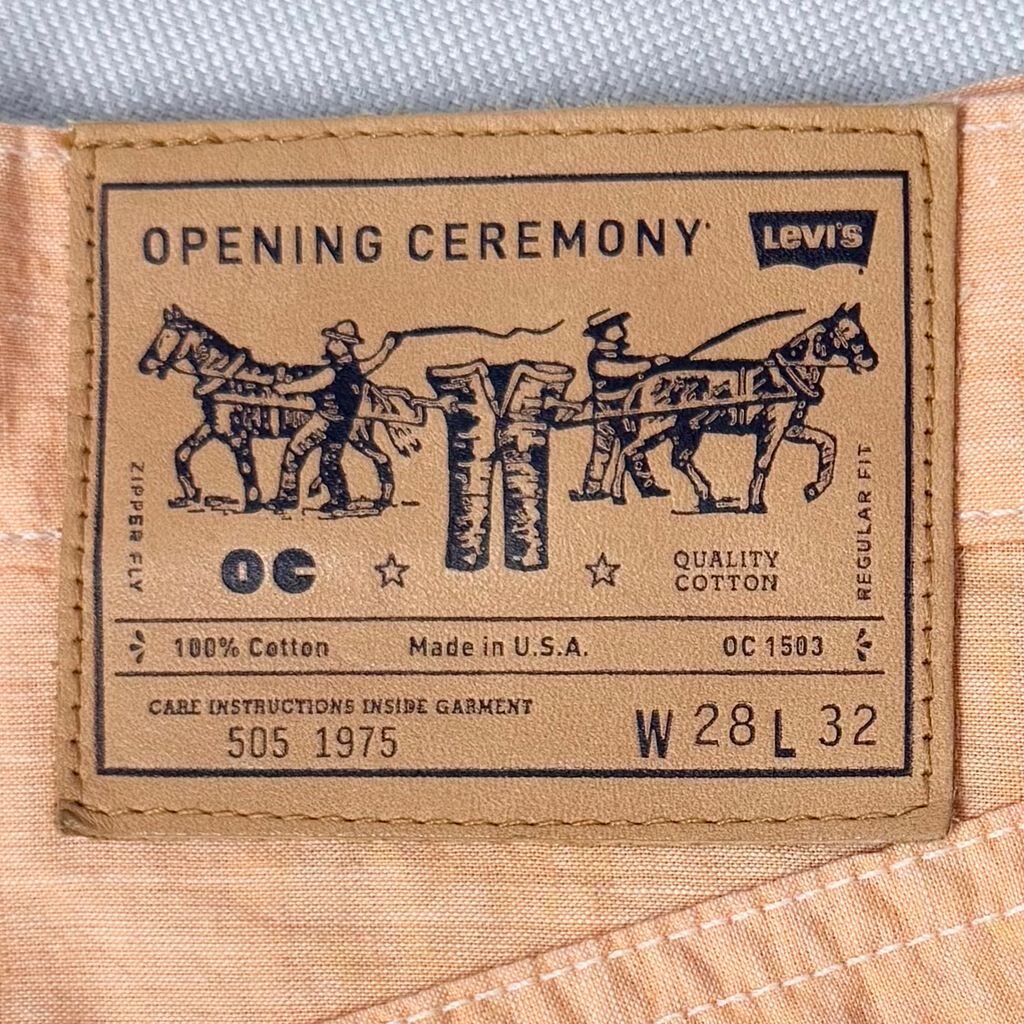 OPENING CEREMONY
LEVI'S
ZIPPER FLY
REGULAR FIT
OC
QUALITY
COTTON
100% Cotton Made in U.S.A. OC 1503
CARE INSTRUCTIONS INSIDE GARMENT
505 1975
W 28 L 32